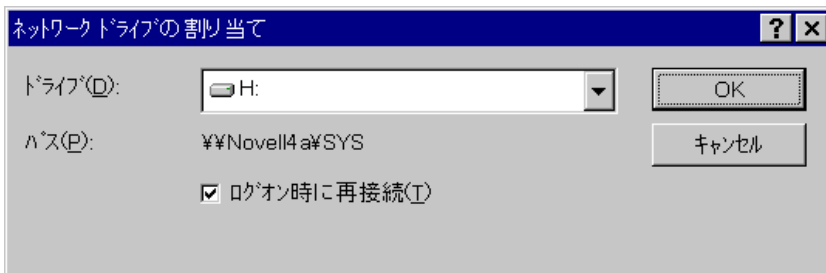 ﾈｯﾄﾜｰｸ ﾄﾞﾗｲﾌﾞの割り当て
ﾄﾞﾗｲﾌﾞ(D):
H:
OK
ﾊﾟｽ(P):
¥¥Novell4a¥SYS
ｷｬﾝｾﾙ
ﾛｸﾞｵﾝ時に再接続(T)